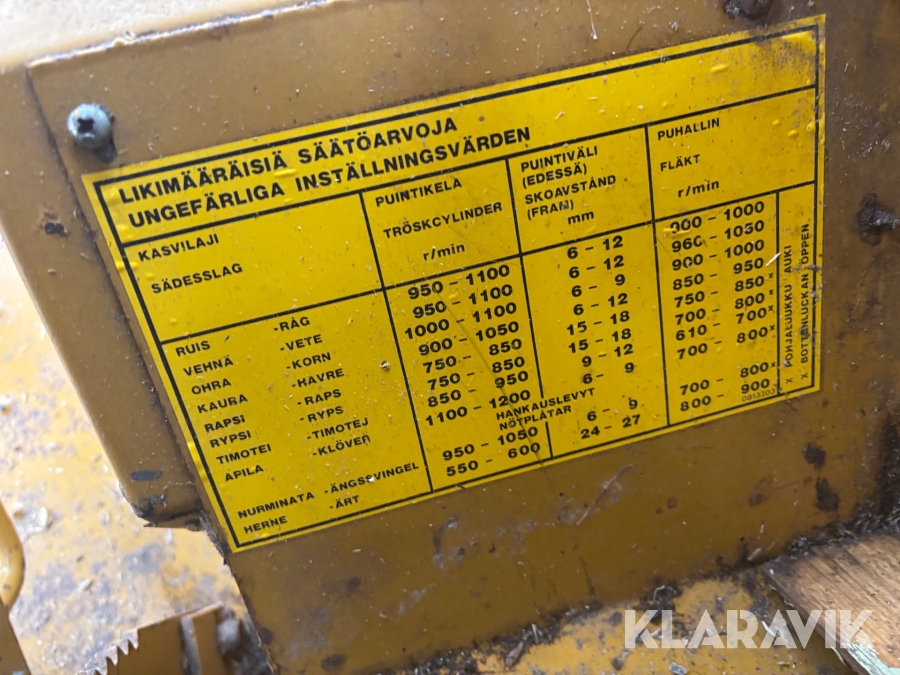 LIKIMÄÄRÄISIÄ SÄÄTÖARVOJA
UNGEFÄRLIGA INSTÄLLNINGSVÄRDEN
KASVILAJI
SÄDESSLAG
PUINTIKELA
TRÖSKCYLINDER
r/min
PUINTIVÄLI
(EDESSÄ)
SKOAVSTÅND
(FRAM)
mm
PUHALLIN
FLÄKT
r/min
RUIS -RÅG 950 - 1100 6 - 12 900 - 1000
VEHNÄ -VETE 950 - 1100 6 - 12 960 - 1050
OHRA -KORN 1000 - 1100 6 - 9 900 - 1000
KAURA -HAVRE 900 - 1050 6 - 12 850 - 950
RAPSI -RAPS 750 - 850 15 - 18 750 - 850x
RYPSI -RYPS 750 - 850 15 - 18 700 - 800x
TIMOTEI -TIMOTEJ 850 - 950 9 - 12 610 - 700x
APILA -KLÖVER 1100 - 1200 6 - 9 700 - 800x
HANKAUSLEVYT
NÖTPLÅTAR
NURMINATA -ÄNGSSVINGEL 950 - 1050 6 - 9 700 - 800x
HERNE -ÄRT 550 - 600 24 - 27 800 - 900
x POHJALUUKKU AUKI
x BOTTENLUCKAN ÖPPEN
KLARAVIK